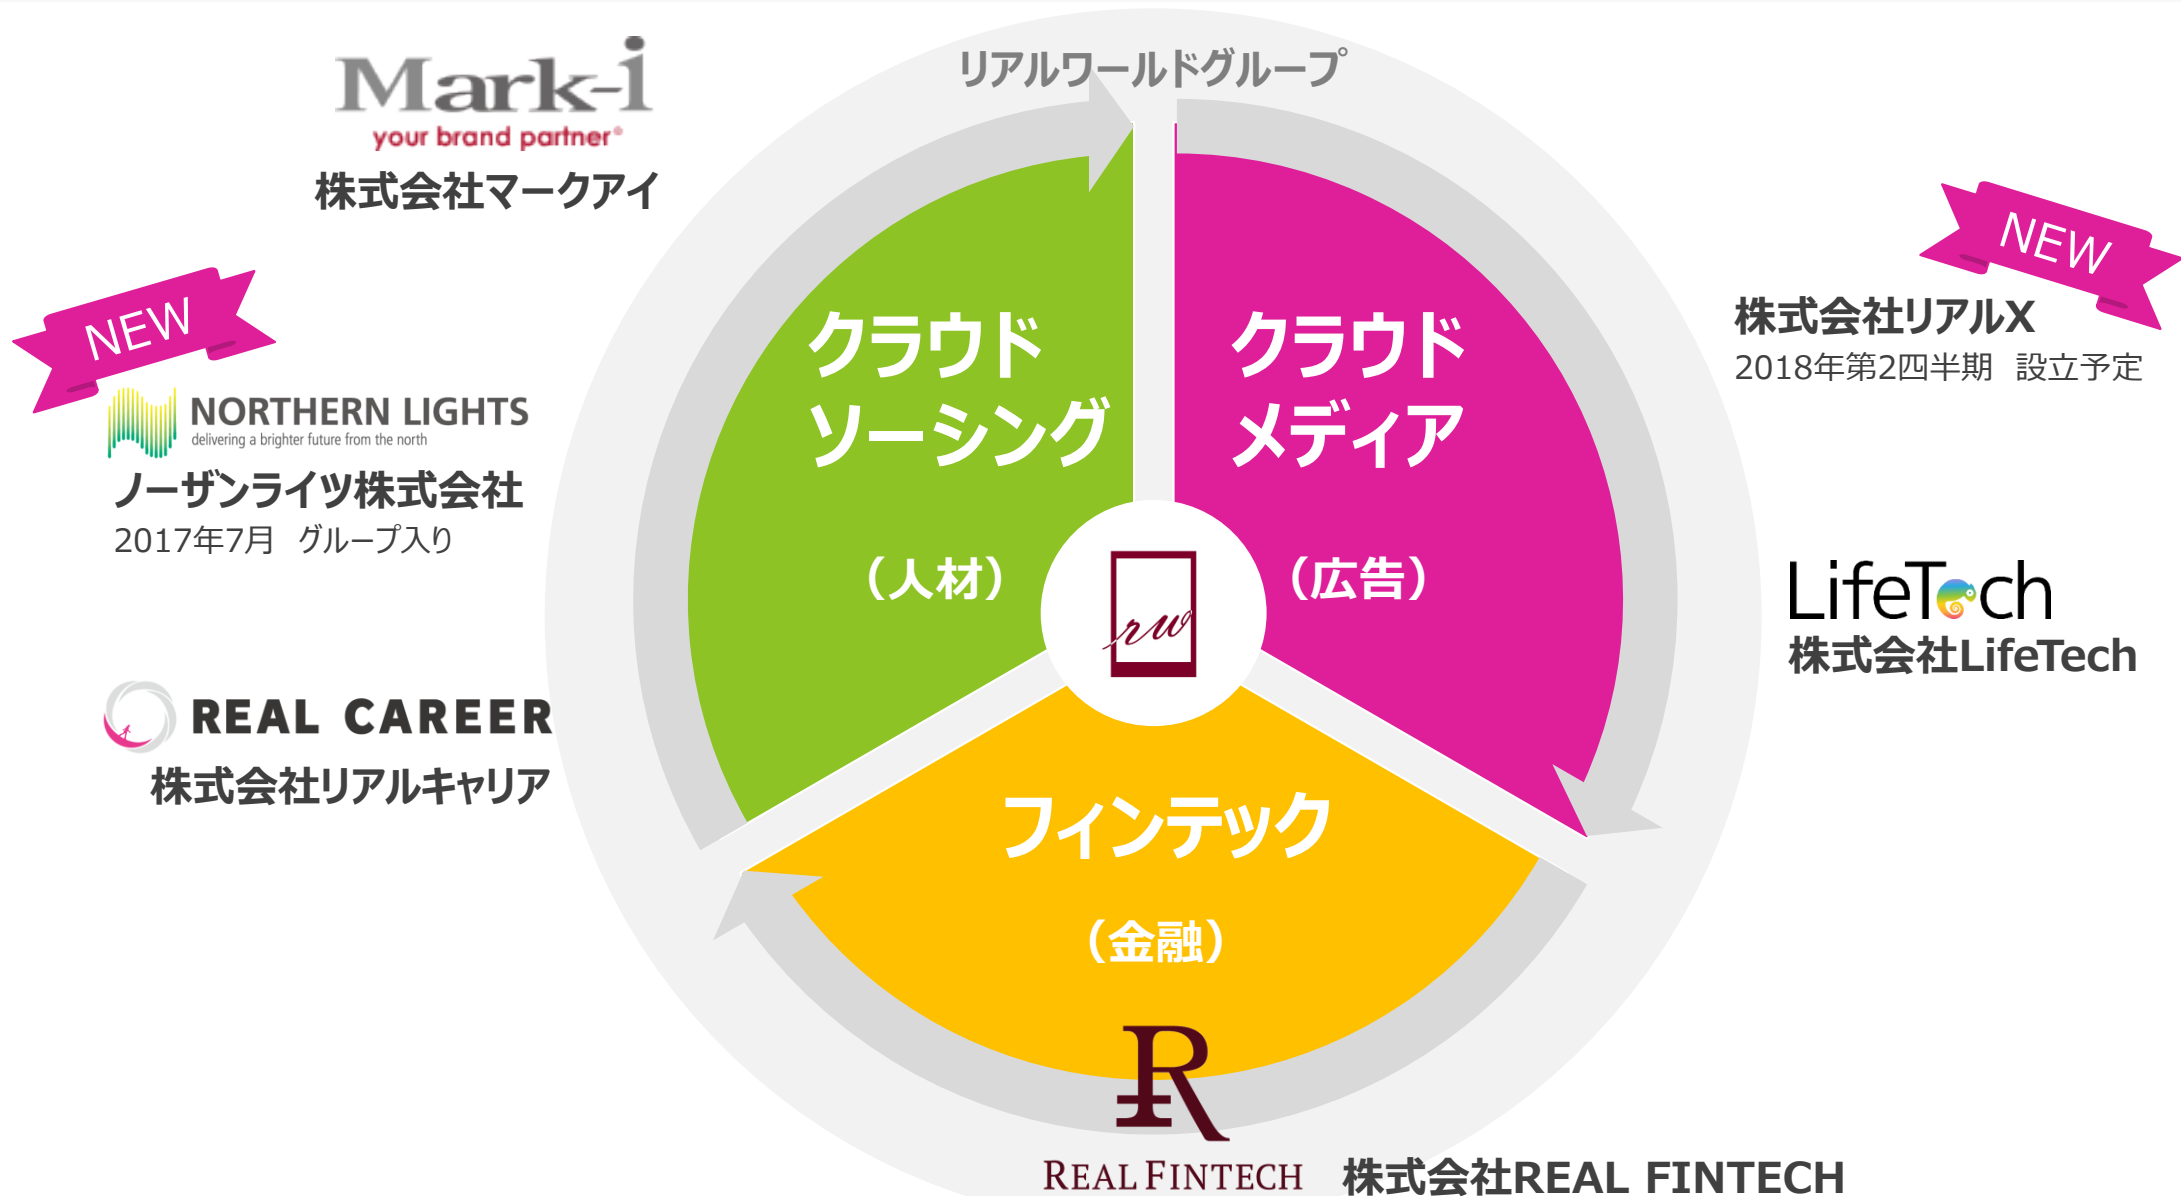 リアルワールドグループ
Mark-i
your brand partner®
株式会社マークアイ
NEW
NORTHERN LIGHTS
delivering a brighter future from the north
ノーザンライツ株式会社
2017年7月 グループ入り
REAL CAREER
株式会社リアルキャリア
クラウド
ソーシング
(人材)
クラウド
メディア
(広告)
rw
フィンテック
(金融)
NEW
株式会社リアルX
2018年第2四半期 設立予定
LifeTech
株式会社LifeTech
R
REAL FINTECH
株式会社REAL FINTECH